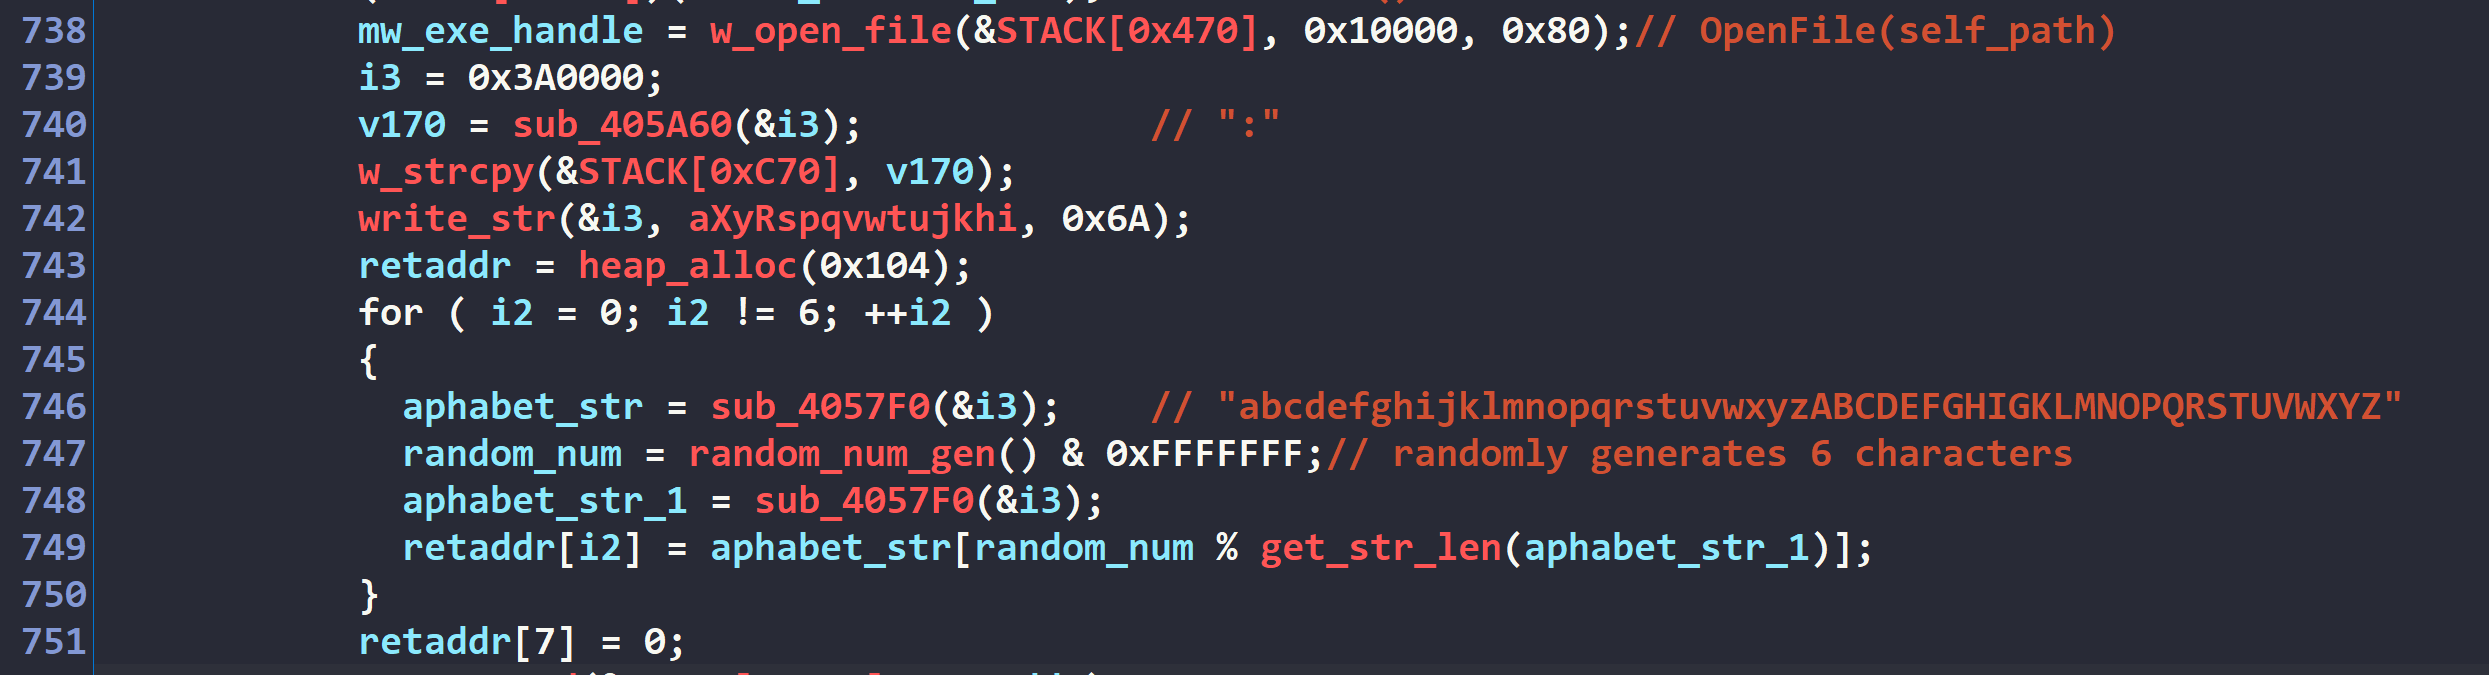 738 mw_exe_handle = w_open_file(&STACK[0x470], 0x10000, 0x80);// OpenFile(self_path)
739 i3 = 0x3A0000;
740 v170 = sub_405A60(&i3); // ":"
741 w_strcpy(&STACK[0xC70], v170);
742 write_str(&i3, aXyRspqvwtujkhi, 0x6A);
743 retaddr = heap_alloc(0x104);
744 for ( i2 = 0; i2 != 6; ++i2 )
745 {
746 aphabet_str = sub_4057F0(&i3); // "abcdefghijklmnopqrstuvwxyzABCDEFGHIGKLMNOPQRSTUVWXYZ"
747 random_num = random_num_gen() & 0xFFFFFFF;// randomly generates 6 characters
748 aphabet_str_1 = sub_4057F0(&i3);
749 retaddr[i2] = aphabet_str[random_num % get_str_len(aphabet_str_1)];
750 }
751 retaddr[7] = 0;